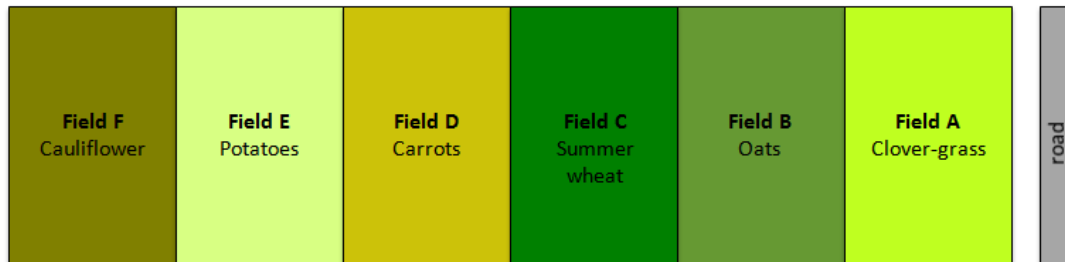 Field F
Cauliflower
Field E
Potatoes
Field D
Carrots
Field C
Summer
wheat
Field B
Oats
Field A
Clover-grass
road